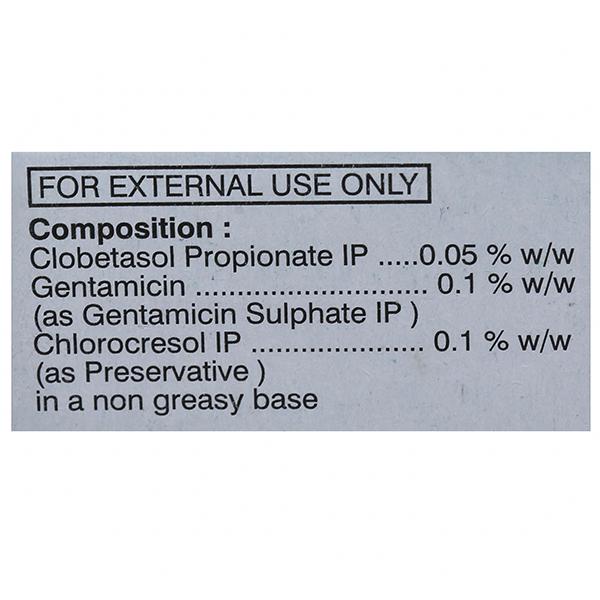 FOR EXTERNAL USE ONLY
Composition :
Clobetasol Propionate IP .....0.05 % w/w
Gentamicin ............................ 0.1 % w/w
(as Gentamicin Sulphate IP )
Chlorocresol IP ..................... 0.1 % w/w
(as Preservative )
in a non greasy base